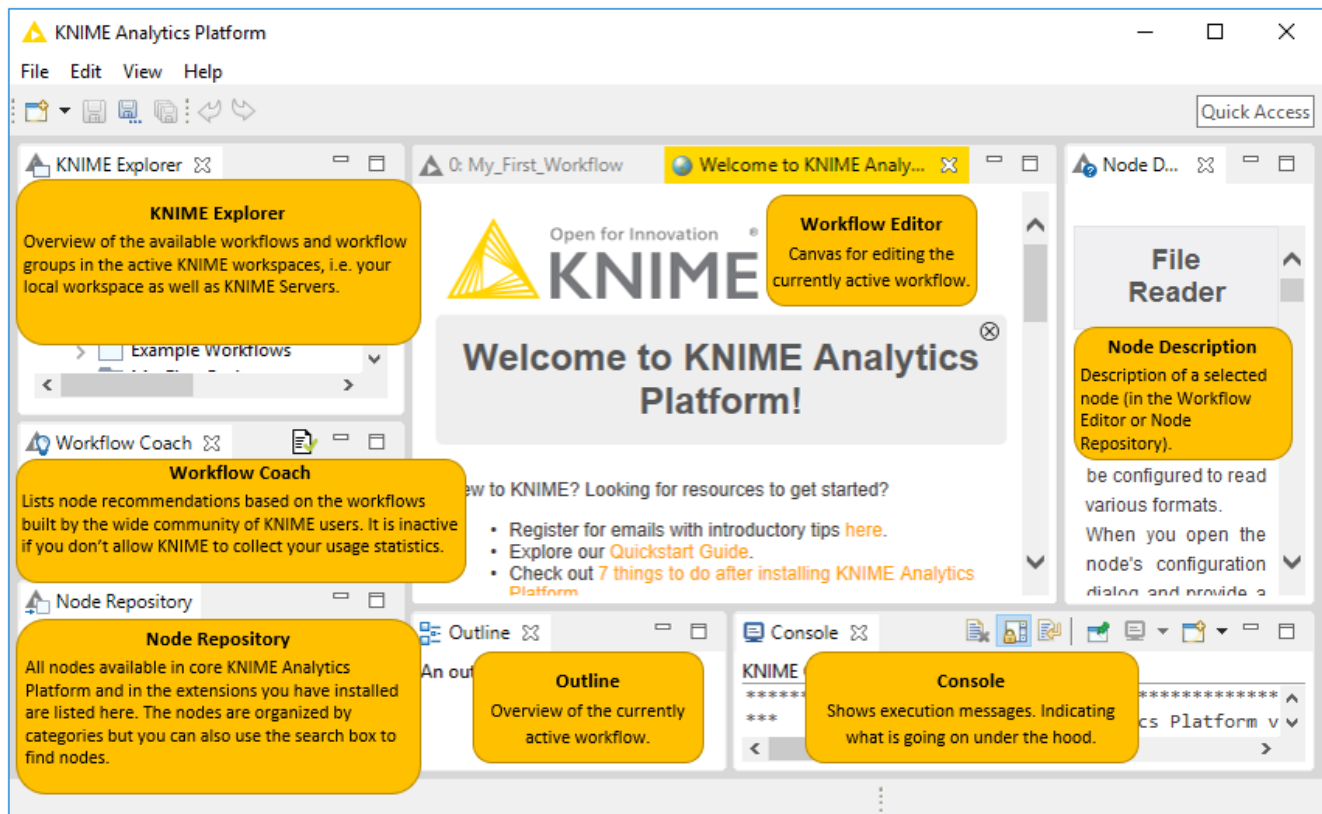 KNIME Analytics Platform
File Edit View Help
Quick Access
KNIME Explorer
KNIME Explorer
Overview of the available workflows and workflow
groups in the active KNIME workspaces, i.e. your
local workspace as well as KNIME Servers.
Example Workflows
Workflow Coach
Workflow Coach
Lists node recommendations based on the workflows
built by the wide community of KNIME users. It is inactive
if you don't allow KNIME to collect your usage statistics.
Node Repository
Node Repository
All nodes available in core KNIME Analytics
Platform and in the extensions you have installed
are listed here. The nodes are organized by
categories but you can also use the search box to
find nodes.
0: My_First_Workflow
Welcome to KNIME Analy...
Open for Innovation ®
KNIME
Workflow Editor
Canvas for editing the
currently active workflow.
Welcome to KNIME Analytics
Platform!
to KNIME? Looking for resources to get started?
• Register for emails with introductory tips here.
• Explore our Quickstart Guide.
• Check out 7 things to do after installing KNIME Analytics
Platform
Node D...
File
Reader
Node Description
Description of a selected
node (in the Workflow
Editor or Node
Repository).
be configured to read
various formats.
When you open the
node's configuration
dialog and provide a
Outline
An
Outline
Overview of the currently
active workflow.
Console
KNIME
Console
Shows execution messages. Indicating
what is going on under the hood.
***
Platform v